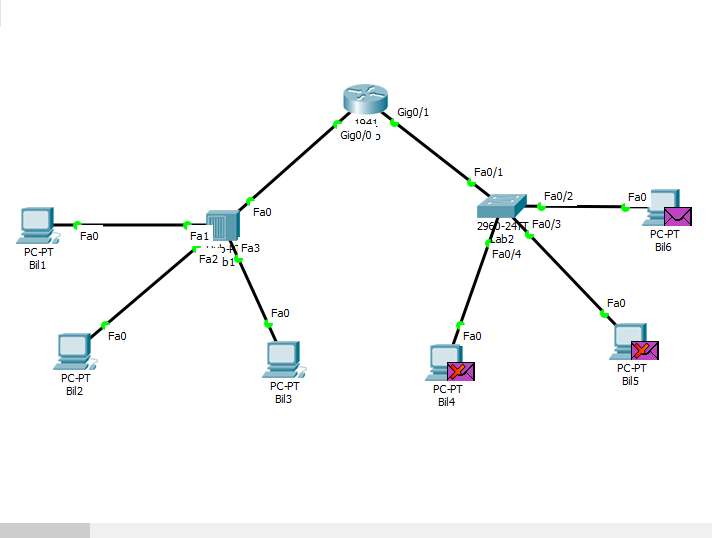 1941
Gig0/1
Gig0/0
Fa0/1
Fa0/2
Fa0
Fa0
PC-PT
Bil6
Fa0
Fa1
Fa3
Fa2
b1
PC-PT
Bil1
Fa0/3
Lab2
Fa0/4
Fa0
PC-PT
Bil2
Fa0
PC-PT
Bil3
Fa0
PC-PT
Bil4
Fa0
PC-PT
Bil5